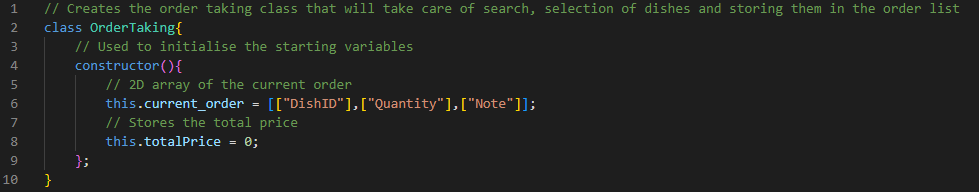 1 // Creates the order taking class that will take care of search, selection of dishes and storing them in the order list
2 class OrderTaking{
3 // Used to initialise the starting variables
4 constructor(){
5 // 2D array of the current order
6 this.current_order = [["DishID"],["Quantity"],["Note"]];
7 // Stores the total price
8 this.totalPrice = 0;
9 };
10 }